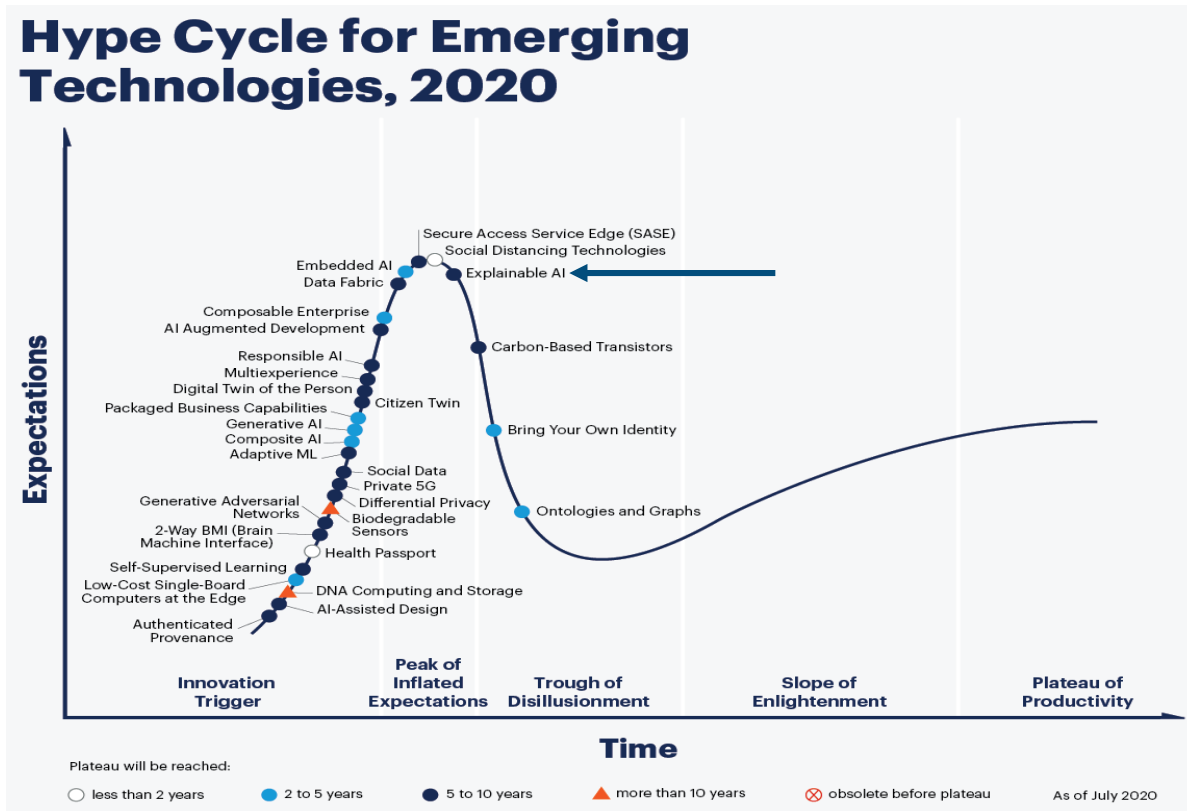 Hype Cycle for Emerging
Technologies, 2020
Expectations
Secure Access Service Edge (SASE)
Social Distancing Technologies
Embedded AI
Explainable AI
Data Fabric
Composable Enterprise
AI Augmented Development
Carbon-Based Transistors
Responsible AI
Multiexperience
Digital Twin of the Person
Citizen Twin
Packaged Business Capabilities
Generative AI
Bring Your Own Identity
Composite AI
Adaptive ML
Social Data
Private 5G
Differential Privacy
Generative Adversarial
Networks
Biodegradable
Sensors
Ontologies and Graphs
2-Way BMI (Brain
Machine Interface)
Health Passport
Self-Supervised Learning
Low-Cost Single-Board
Computers at the Edge
DNA Computing and Storage
AI-Assisted Design
Authenticated
Provenance
Innovation
Trigger
Peak of
Inflated
Expectations
Trough of
Disillusionment
Slope of
Enlightenment
Plateau of
Productivity
Time
Plateau will be reached:
less than 2 years
2 to 5 years
5 to 10 years
more than 10 years
obsolete before plateau
As of July 2020